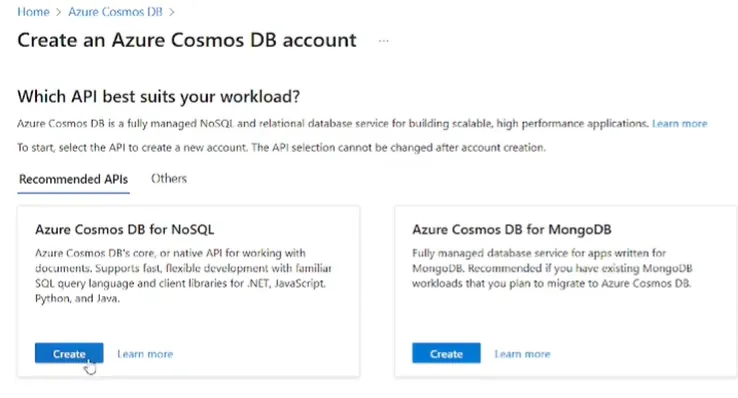 Home > Azure Cosmos DB >
Create an Azure Cosmos DB account ...
Which API best suits your workload?
Azure Cosmos DB is a fully managed NoSQL and relational database service for building scalable, high performance applications. Learn more
To start, select the API to create a new account. The API selection cannot be changed after account creation.
Recommended APIs Others
Azure Cosmos DB for NoSQL
Azure Cosmos DB's core, or native API for working with
documents. Supports fast, flexible development with familiar
SQL query language and client libraries for .NET, JavaScript,
Python, and Java.
Create Learn more
Azure Cosmos DB for MongoDB
Fully managed database service for apps written for
MongoDB. Recommended if you have existing MongoDB
workloads that you plan to migrate to Azure Cosmos DB.
Create Learn more